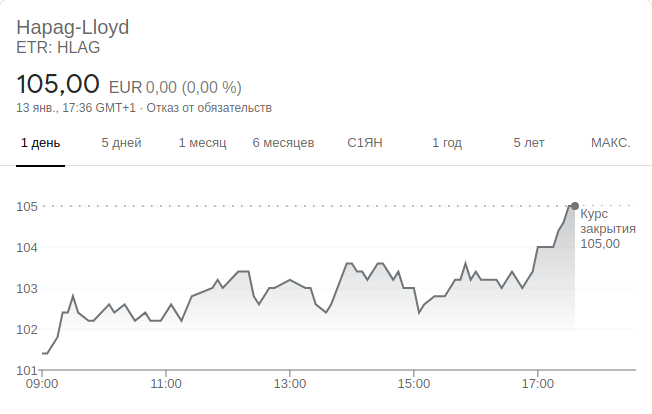 Hapag-Lloyd
ETR: HLAG
105,00 EUR 0,00 (0,00 %)
13 янв., 17:36 GMT+1 · Отказ от обязательств
1 день 5 дней 1 месяц 6 месяцев С1ЯН 1 год 5 лет МАКС.
105
Курс
закрытия
105,00
104
103
102
101
09:00 11:00 13:00 15:00 17:00